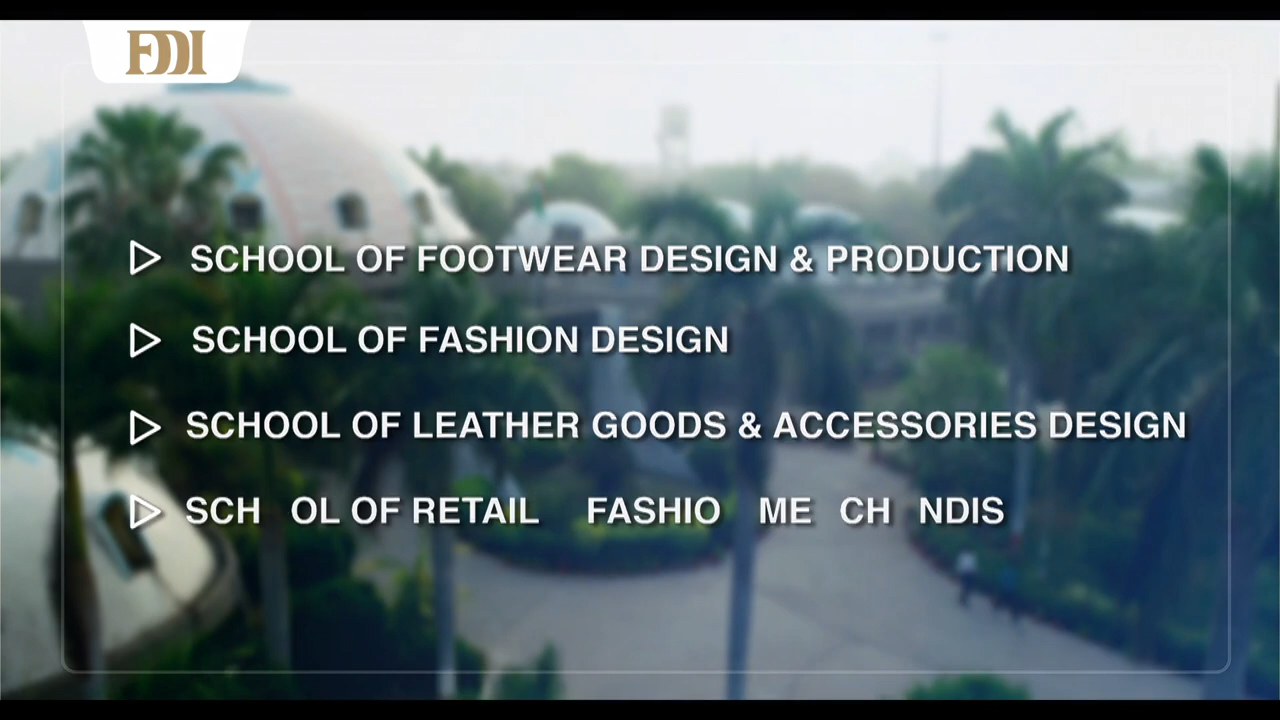 FDDI
SCHOOL OF FOOTWEAR DESIGN & PRODUCTION
SCHOOL OF FASHION DESIGN
SCHOOL OF LEATHER GOODS & ACCESSORIES DESIGN
SCH OL OF RETAIL FASHIO ME CH NDIS